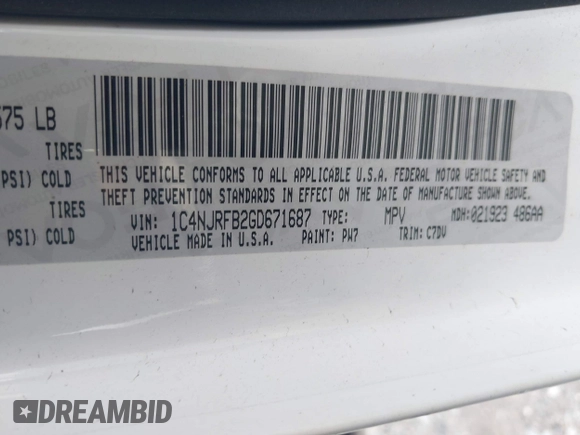 575 LB
TIRES
PSI) COLD
TIRES
PSI) COLD
THIS VEHICLE CONFORMS TO ALL APPLICABLE U.S.A. FEDERAL MOTOR VEHICLE SAFETY AND
THEFT PREVENTION STANDARDS IN EFFECT ON THE DATE OF MANUFACTURE SHOWN ABOVE.
VIN: 1C4NJRFB2GD671687 TYPE: MPV MDH:021923 486AA
VEHICLE MADE IN U.S.A. PAINT: PW7 TRIM: C7DV
DREAMBID